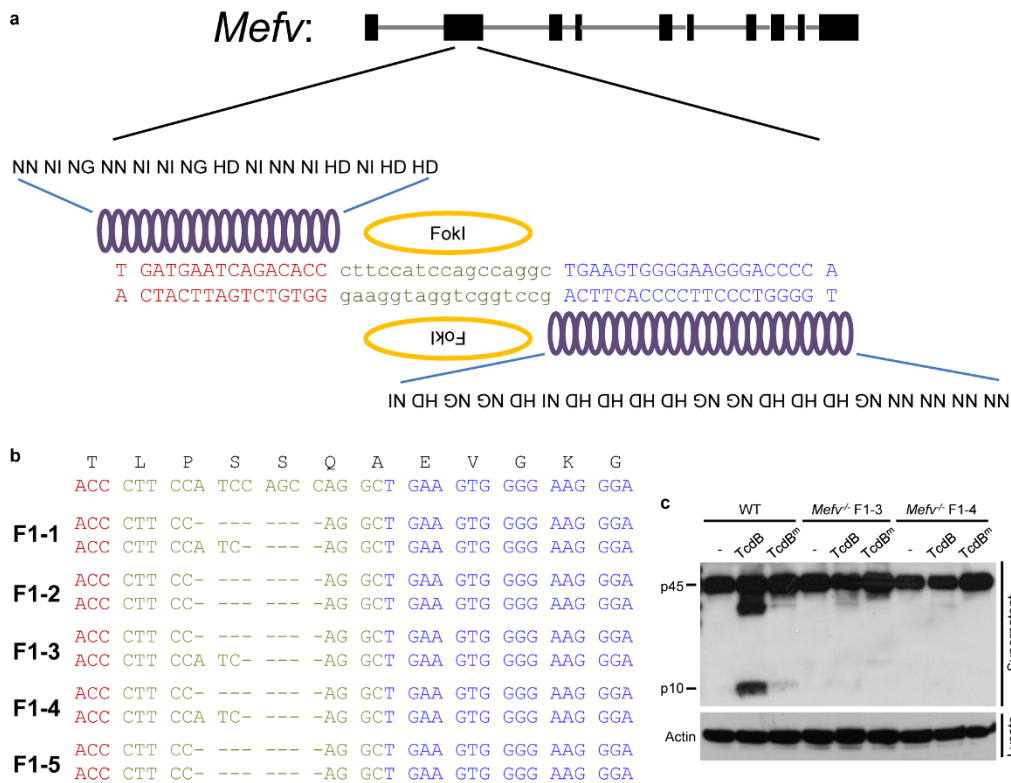 a
Mefv:
NN NI NG NN NI NI NG HD NI NN NI HD NI HD HD
FokI
T GATGAATCAGACACC cttccatccagccaggc TGAAGTGGGGAAGGGACCCC A
A ACTACTTAGTCTGTGG gaaggtaggtcggtccg ACTTCACCCCTTCCCTGGGG T
FokI
NI HD NG NG HD NI HD HD HD HD NG NG HD HD HD NG NN NN NN NN
b
T L P S S Q A E V G K G
ACC CTT CCA TCC AGC CAG GCT GAA GTG GGG AAG GGA
F1-1
ACC CTT CC- --- --- -AG GCT GAA GTG GGG AAG GGA
ACC CTT CCA TC- --- -AG GCT GAA GTG GGG AAG GGA
F1-2
ACC CTT CC- --- --- -AG GCT GAA GTG GGG AAG GGA
ACC CTT CC- --- --- -AG GCT GAA GTG GGG AAG GGA
F1-3
ACC CTT CC- --- --- -AG GCT GAA GTG GGG AAG GGA
ACC CTT CCA TC- --- -AG GCT GAA GTG GGG AAG GGA
F1-4
ACC CTT CC- --- --- -AG GCT GAA GTG GGG AAG GGA
ACC CTT CCA TC- --- -AG GCT GAA GTG GGG AAG GGA
F1-5
ACC CTT CC- --- --- -AG GCT GAA GTG GGG AAG GGA
ACC CTT CC- --- --- -AG GCT GAA GTG GGG AAG GGA
c
WT Mefv-/- F1-3 Mefv-/- F1-4
- TcdB TcdBm - TcdB TcdBm - TcdB TcdBm
p45
p10
Supernatant
Actin
Lysate